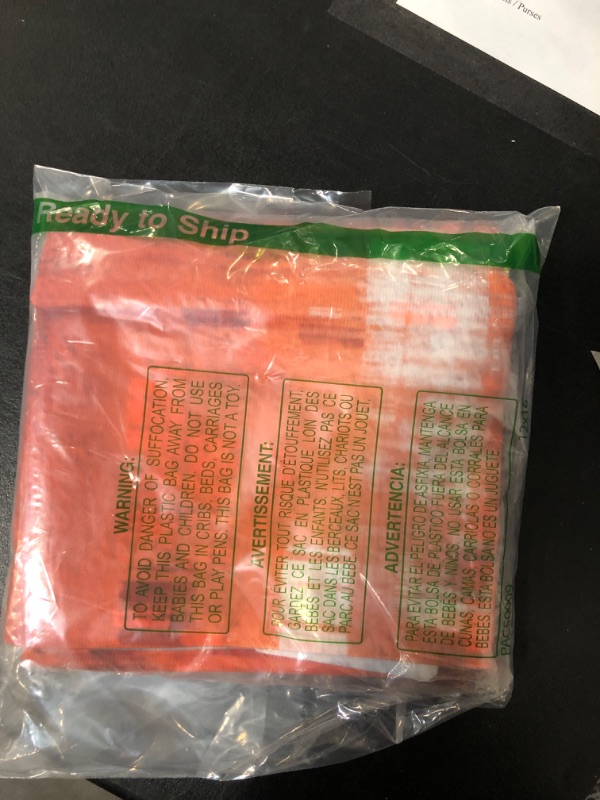 / Purses
Ready to Ship
WARNING:
TO AVOID DANGER OF SUFFOCATION,
KEEP THIS PLASTIC BAG AWAY FROM
BABIES AND CHILDREN. DO NOT USE
THIS BAG IN CRIBS, BEDS, CARRIAGES
OR PLAY PENS. THIS BAG IS NOT A TOY.
AVERTISSEMENT:
POUR ÉVITER TOUT RISQUE D'ÉTOUFFEMENT,
GARDEZ CE SAC EN PLASTIQUE LOIN DES
BÉBÉS ET LES ENFANTS. N'UTILISEZ PAS CE
SAC DANS LES BERCEAUX, LITS, CHARIOTS OU
PARC AU BÉBÉ. CE SAC N'EST PAS UN JOUET.
ADVERTENCIA:
PARA EVITAR EL PELIGRO DE ASFIXIA, MANTENGA
ESTA BOLSA DE PLASTICO FUERA DEL ALCANCE
DE BEBES Y NIÑOS. NO USAR ESTA BOLSA EN
CUNAS, CAMAS, CARRIOLAS O CORRALES PARA
BEBES. ESTA BOLSA NO ES UN JUGUETE.
12X16